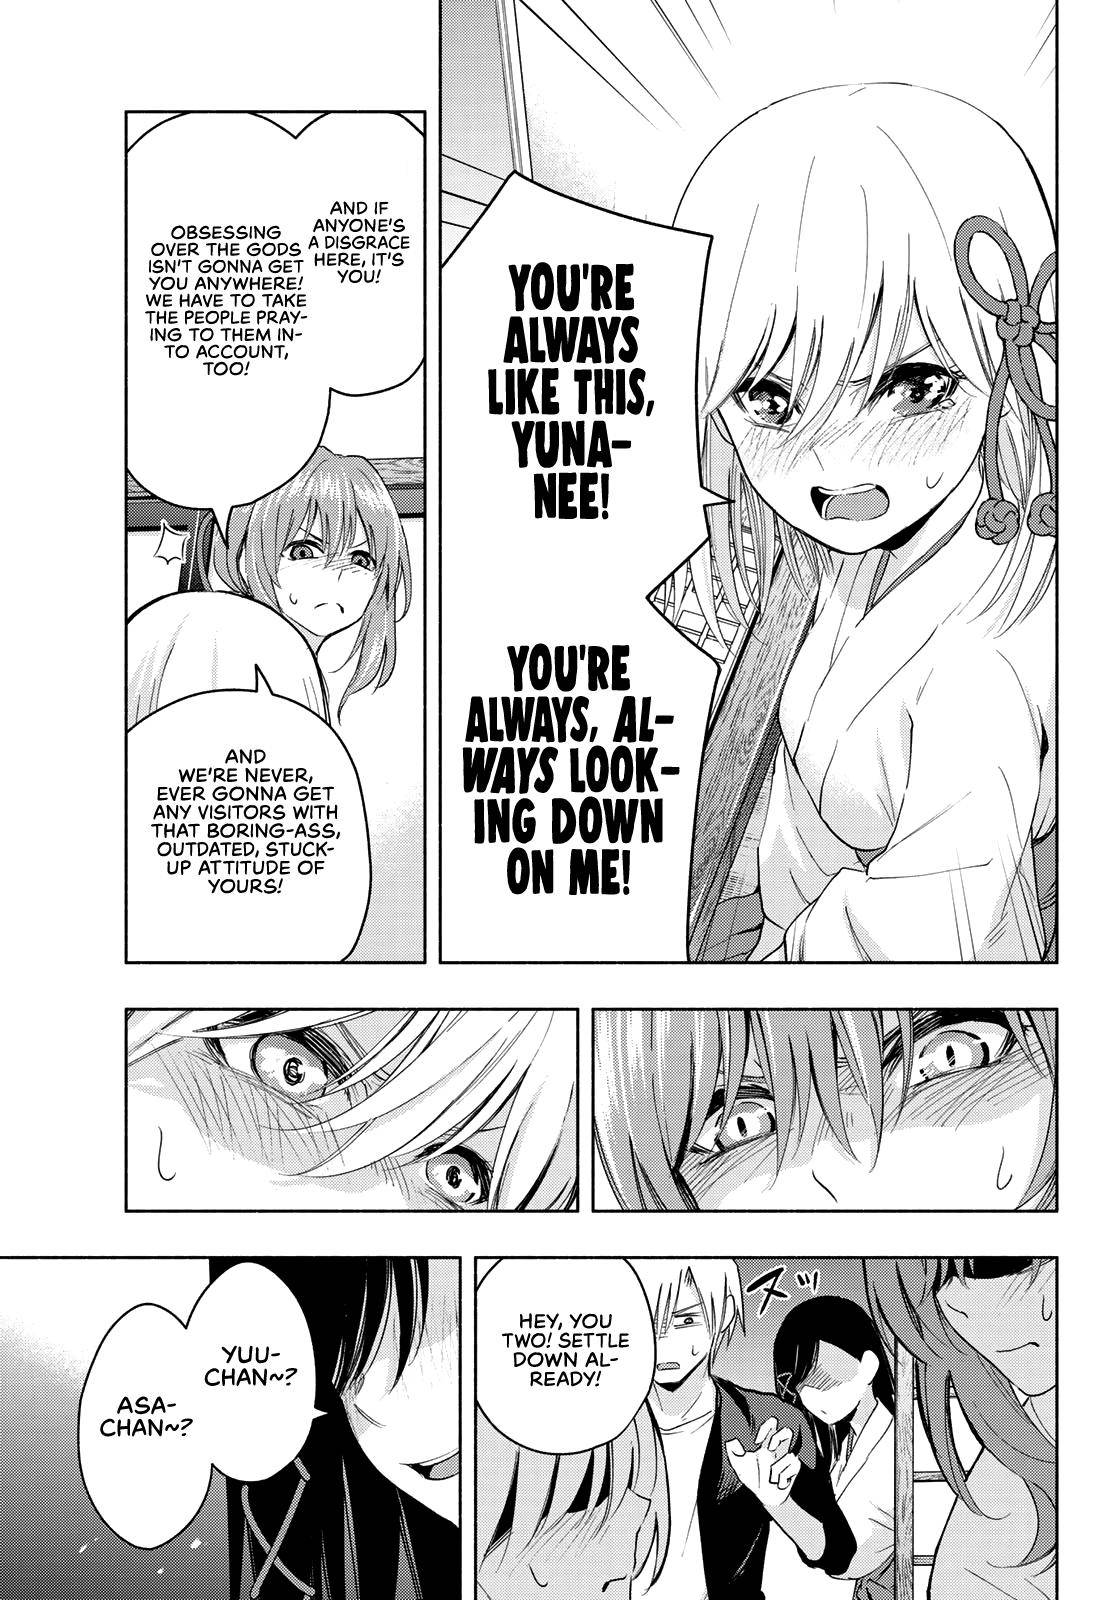 YOU'RE
ALWAYS
LIKE THIS,
YUNA-
NEE!
YOU'RE
ALWAYS, AL-
WAYS LOOK-
ING DOWN
ON ME!
AND IF
ANYONE'S
A DISGRACE
HERE, IT'S
YOU!
OBSESSING
OVER THE GODS
ISN'T GONNA GET
YOU ANYWHERE!
WE HAVE TO TAKE
THE PEOPLE PRAY-
ING TO THEM IN-
TO ACCOUNT,
TOO!
AND
WE'RE NEVER,
EVER GONNA GET
ANY VISITORS WITH
THAT BORING-ASS,
OUTDATED, STUCK-
UP ATTITUDE OF
YOURS!
HEY, YOU
TWO! SETTLE
DOWN AL-
READY!
ヌッ
YUU-
CHAN~?
ASA-
CHAN~?